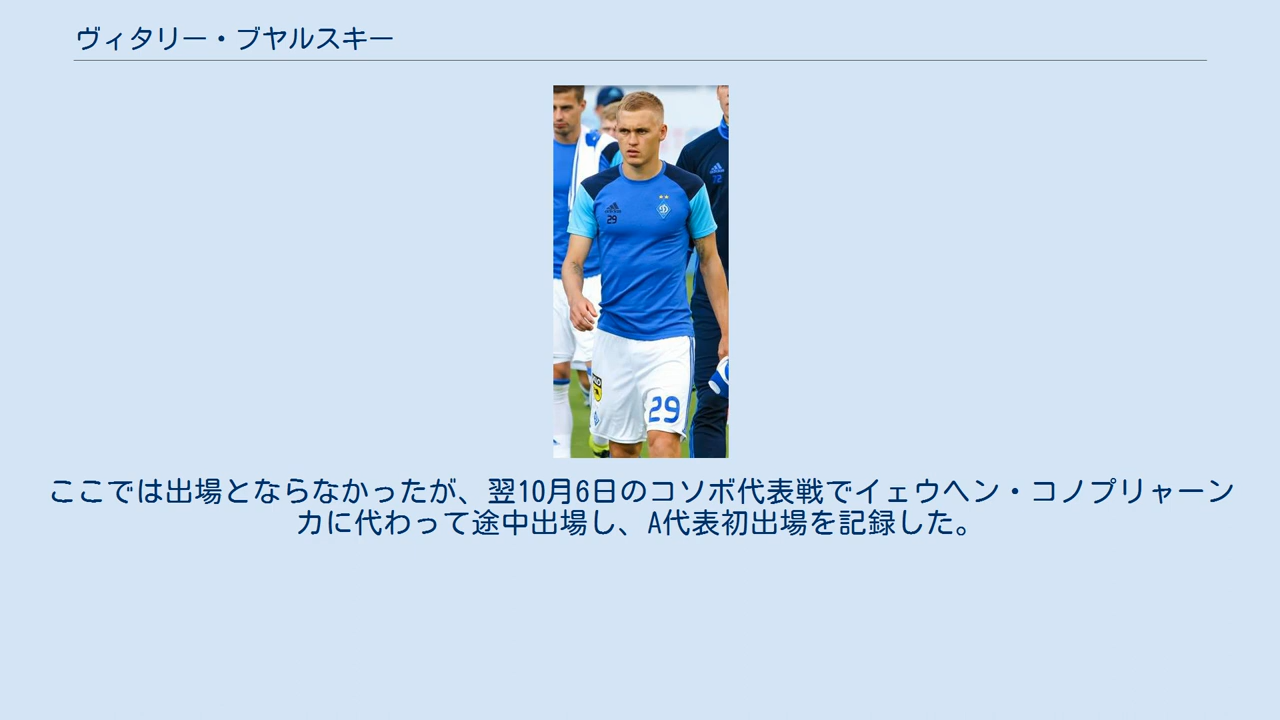 ヴィタリー・ブヤルスキー
29
72
29
ここでは出場とならなかったが、翌10月6日のコソボ代表戦でイェウヘン・コノプリャーン
カに代わって途中出場し、A代表初出場を記録した。